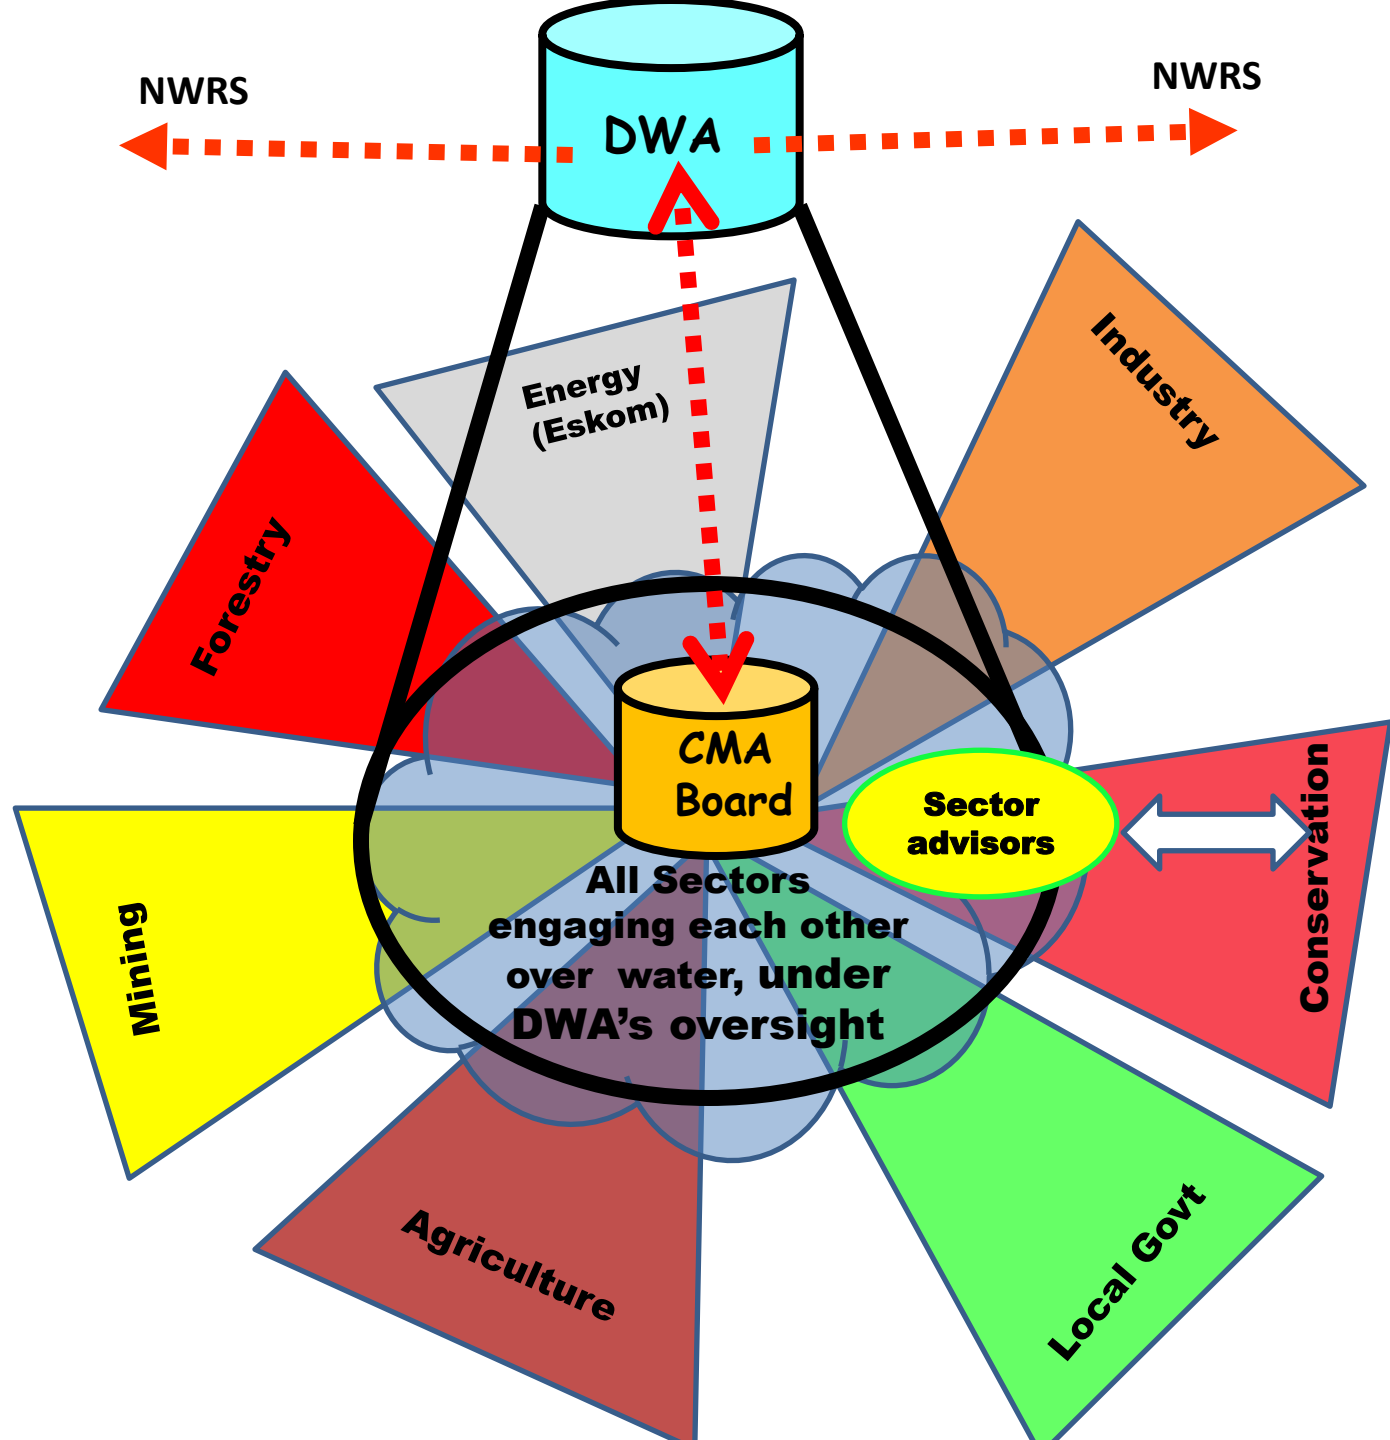 NWRS
NWRS
DWA
Energy
(Eskom)
Industry
Forestry
CMA
Board
Sector
advisors
Conservation
All Sectors
engaging each other
over water, under
DWA's oversight
Mining
Agriculture
Local Govt